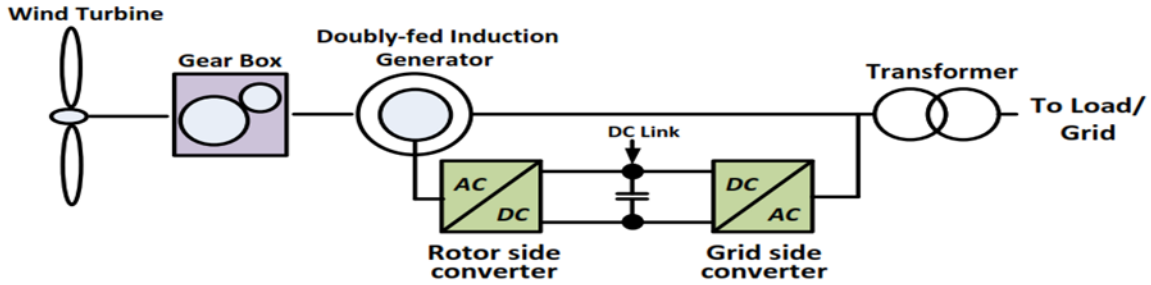 Wind Turbine
Gear Box
Doubly-fed Induction
Generator
Transformer
To Load/
Grid
DC Link
AC
DC
DC
AC
Rotor side
converter
Grid side
converter